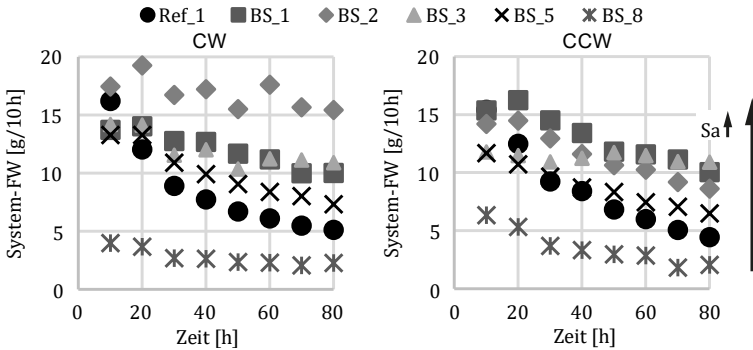 Ref_1 BS_1 BS_2 BS_3 BS_5 BS_8
CW
CCW
System-FW [g/10h]
20
15
10
5
0
0 20 40 60 80
Zeit [h]
System-FW [g/10h]
20
15
10
5
0
0 20 40 60 80
Zeit [h]
Sa